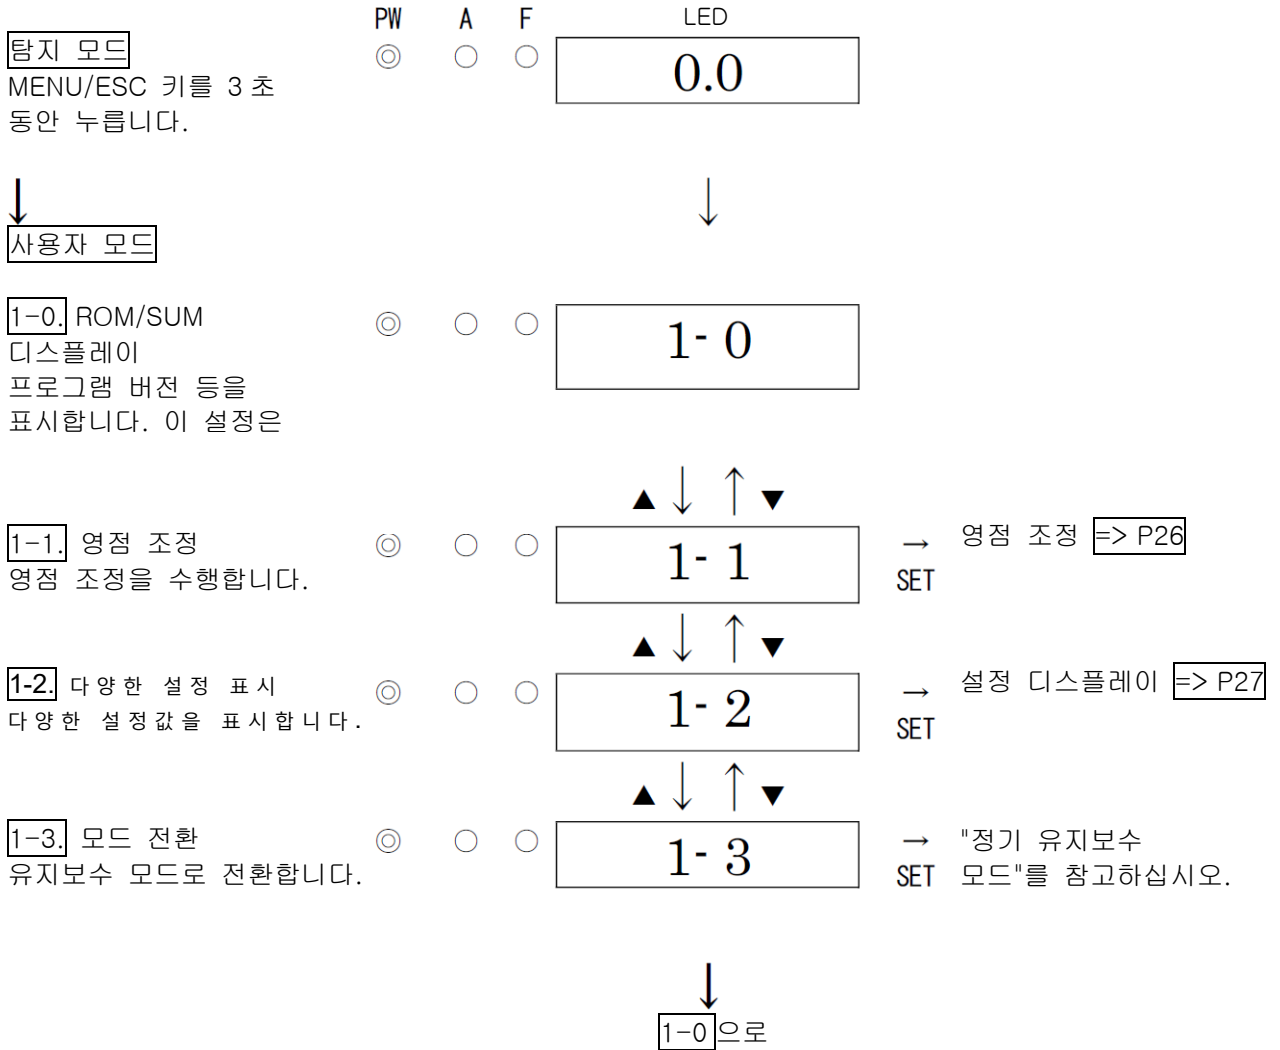 PW A F LED
탐지 모드 ◎ ○ ○ 0.0
MENU/ESC 키를 3초
동안 누릅니다.
↓ ↓
사용자 모드
1-0. ROM/SUM ◎ ○ ○ 1- 0
디스플레이
프로그램 버전 등을
표시합니다. 이 설정은
▲ ↓ ↑ ▼
1-1. 영점 조정 ◎ ○ ○ 1- 1 → 영점 조정 => P26
영점 조정을 수행합니다. SET
▲ ↓ ↑ ▼
1-2. 다양한 설정 표시 ◎ ○ ○ 1- 2 → 설정 디스플레이 => P27
다양한 설정값을 표시합니다. SET
▲ ↓ ↑ ▼
1-3. 모드 전환 ◎ ○ ○ 1- 3 → "정기 유지보수
유지보수 모드로 전환합니다. SET 모드"를 참고하십시오.
↓
1-0 으로